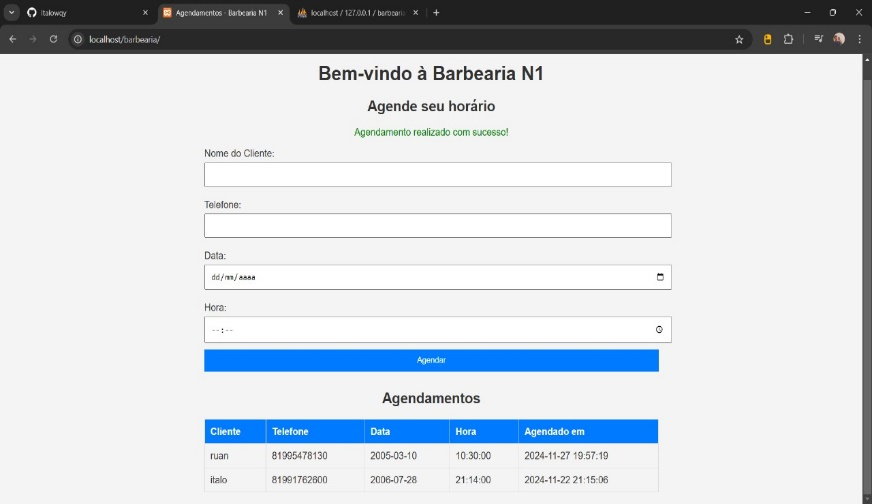 Italowqy
Agendamentos - Barbearia N1
localhost / 127.0.0.1 / barbearia
localhost/barbearia/
Bem-vindo à Barbearia N1
Agende seu horário
Agendamento realizado com sucesso!
Nome do Cliente:
Telefone:
Data:
dd/mm/aaaa
Hora:
--:--
Agendar
Agendamentos
Cliente Telefone Data Hora Agendado em
ruan 81995478130 2005-03-10 10:30:00 2024-11-27 19:57:19
italo 81991762600 2006-07-28 21:14:00 2024-11-22 21:15:06